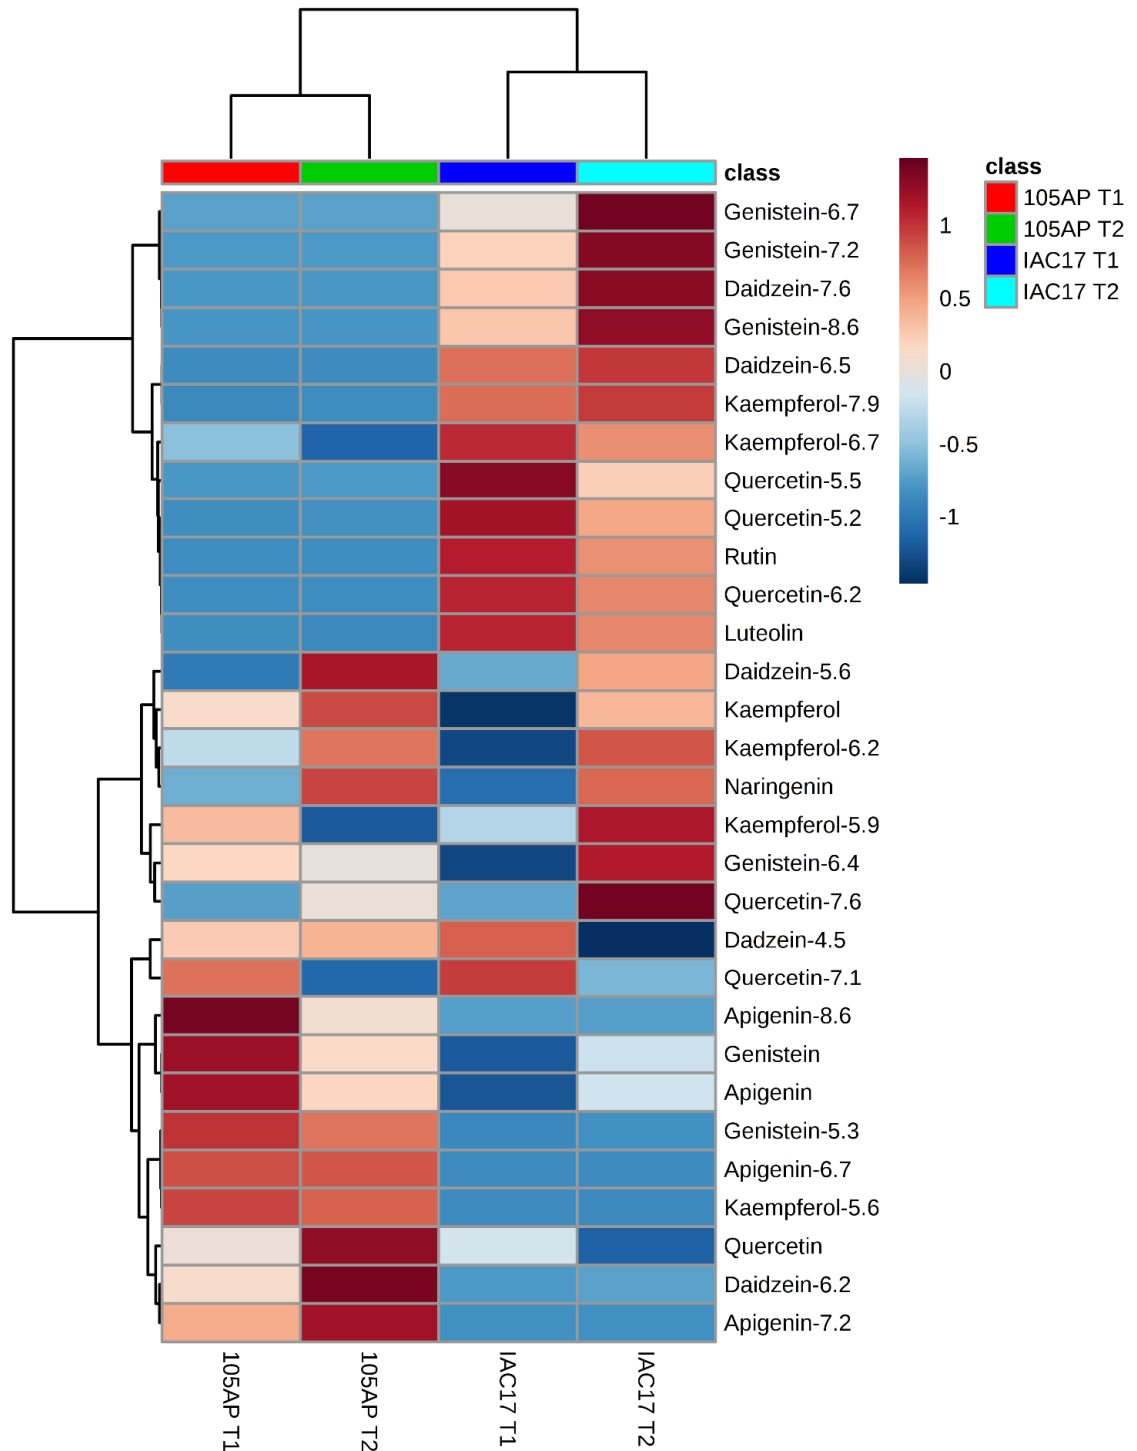 class
Genistein-6.7
Genistein-7.2
Daidzein-7.6
Genistein-8.6
Daidzein-6.5
Kaempferol-7.9
Kaempferol-6.7
Quercetin-5.5
Quercetin-5.2
Rutin
Quercetin-6.2
Luteolin
Daidzein-5.6
Kaempferol
Kaempferol-6.2
Naringenin
Kaempferol-5.9
Genistein-6.4
Quercetin-7.6
Dadzein-4.5
Quercetin-7.1
Apigenin-8.6
Genistein
Apigenin
Genistein-5.3
Apigenin-6.7
Kaempferol-5.6
Quercetin
Daidzein-6.2
Apigenin-7.2
1
0.5
0
-0.5
-1
class
105AP T1
105AP T2
IAC17 T1
IAC17 T2
105AP T1
105AP T2
IAC17 T1
IAC17 T2